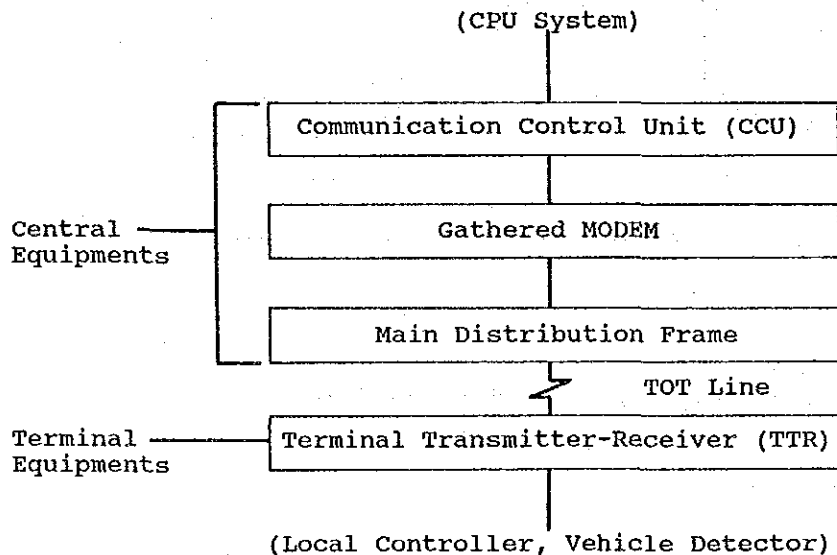 (CPU System)
Communication Control Unit (CCU)
Central
Equipments
Gathered MODEM
Main Distribution Frame
TOT Line
Terminal
Equipments
Terminal Transmitter-Receiver (TTR)
(Local Controller, Vehicle Detector)